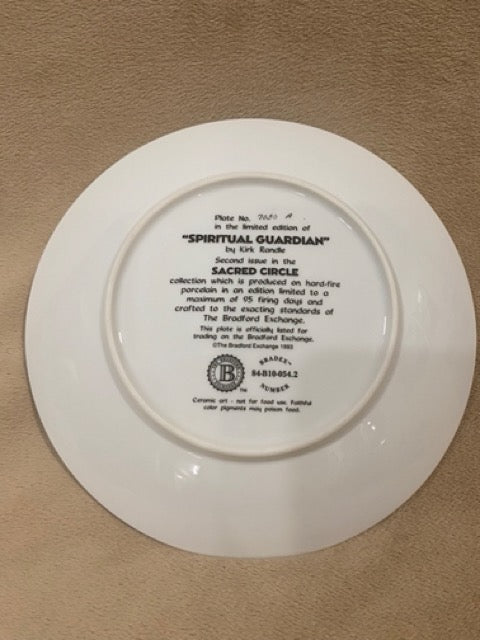 Plate No. 7080 A
in the limited edition of
"SPIRITUAL GUARDIAN"
by Kirk Randle
Second issue in the
SACRED CIRCLE
collection which is produced on hard-fire
porcelain in an edition limited to a
maximum of 95 firing days and
crafted to the exacting standards of
The Bradford Exchange.
This plate is officially listed for
trading on the Bradford Exchange.
©The Bradford Exchange 1993
B
TM
BRADEX™
84-B10-054.2
NUMBER
Ceramic art - not for food use. Faithful
color pigments may poison food.